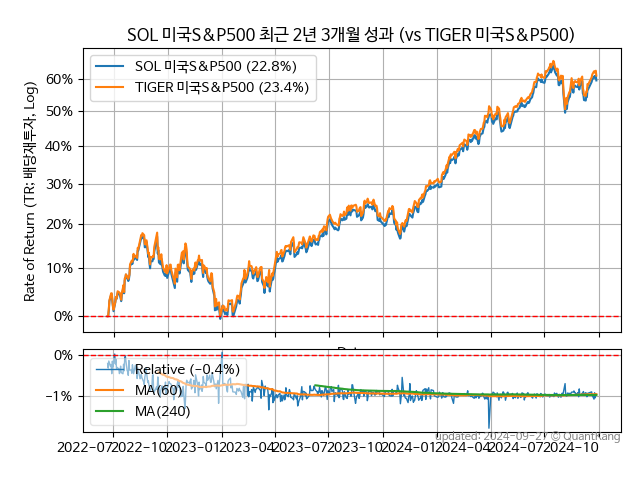 SOL 미국S&P500 최근 2년 3개월 성과 (vs TIGER 미국S&P500)
Rate of Return (TR: 배당재투자, Log)
SOL 미국S&P500 (22.8%)
TIGER 미국S&P500 (23.4%)
60%
50%
40%
30%
20%
10%
0%
0%
−1%
Relative (−0.4%)
MA(60)
MA(240)
updated: 2024-09-27 © QuantKang
2022−07
2022−10
2023−01
2023−04
2023−07
2023−10
2024−01
2024−04
2024−07
2024−10